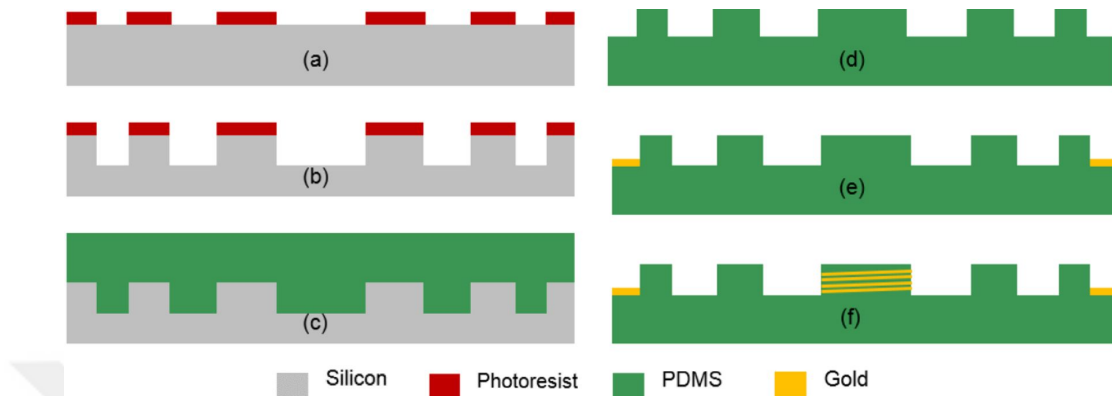 (a)
(b)
(c)
(d)
(e)
(f)
Silicon
Photoresist
PDMS
Gold